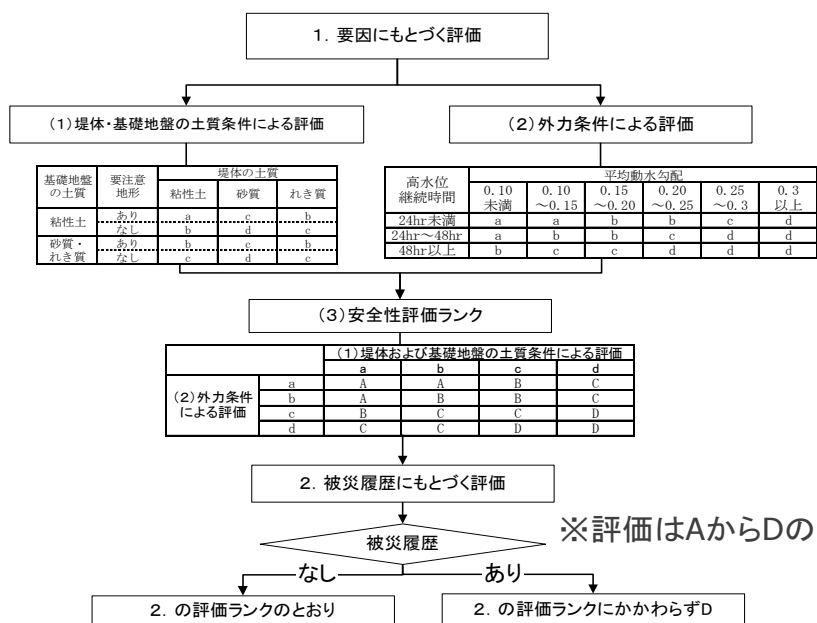 1．要因にもとづく評価
(1)堤体・基礎地盤の土質条件による評価
(2)外力条件による評価
基礎地盤の土質 要注意地形 堤体の土質
粘性土 砂質 れき質
粘性土 あり a c b
なし b d c
砂質・れき質 あり b c b
なし c d c
高水位継続時間 平均動水勾配
0.10未満 0.10～0.15 0.15～0.20 0.20～0.25 0.25～0.3 0.3以上
24hr未満 a a b b c d
24hr～48hr a b b c d d
48hr以上 b c c d d d
(3)安全性評価ランク
(1)堤体および基礎地盤の土質条件による評価
a b c d
(2)外力条件による評価 a A A B C
b A B B C
c B C C D
d C C D D
2．被災履歴にもとづく評価
※評価はAからDの
被災履歴
なし あり
2．の評価ランクのとおり
2．の評価ランクにかかわらずD